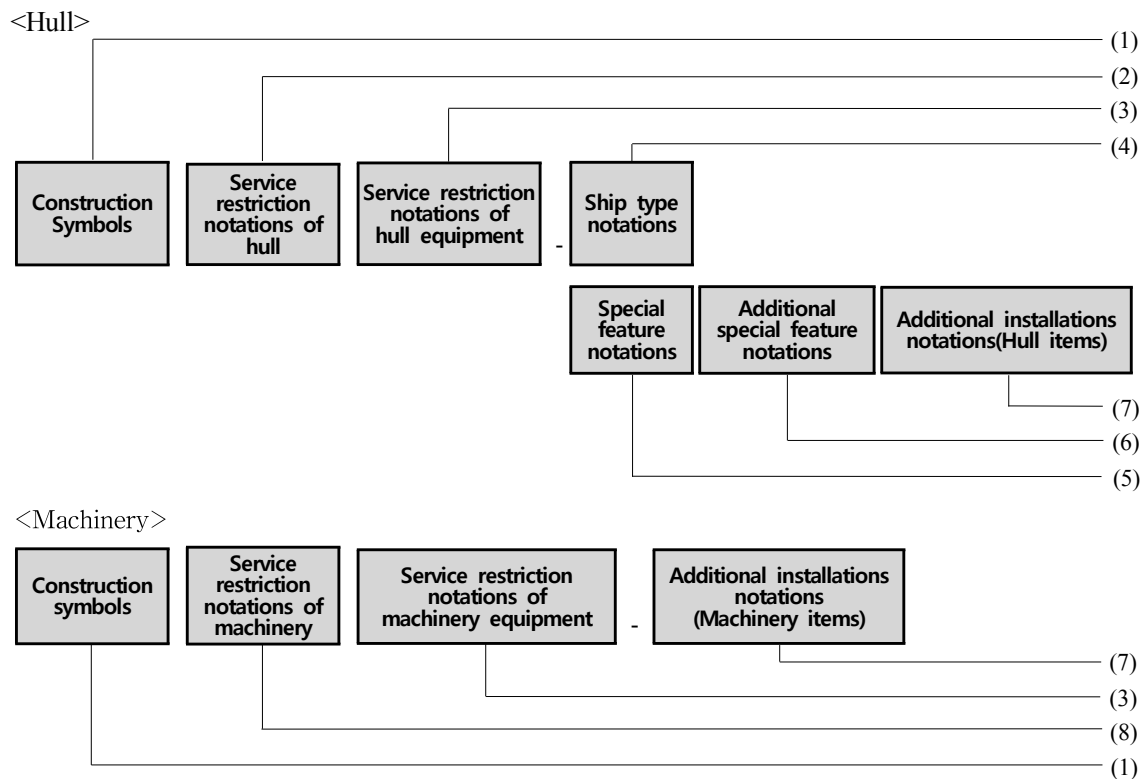 <Hull>
(1)
(2)
(3)
(4)
Construction
Symbols
Service
restriction
notations of
hull
Service restriction
notations of
hull equipment
-
Ship type
notations
Special
feature
notations
Additional
special feature
notations
Additional installations
notations(Hull items)
(7)
(6)
(5)
<Machinery>
Construction
symbols
Service
restriction
notations of
machinery
Service restriction
notations of
machinery equipment
-
Additional installations
notations
(Machinery items)
(7)
(3)
(8)
(1)